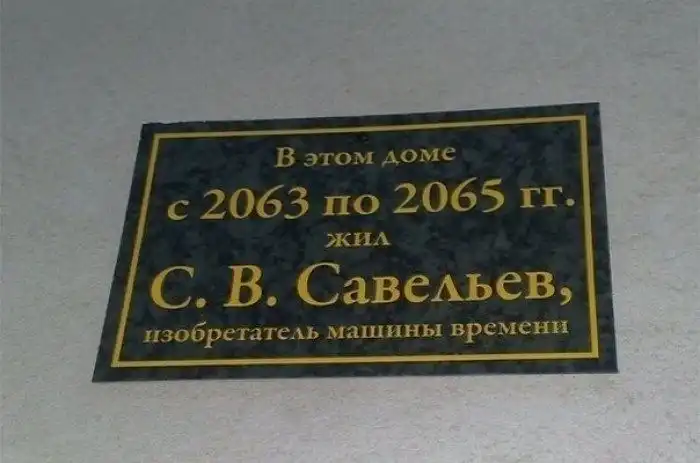 В этом доме
с 2063 по 2065 гг.
жил
С. В. Савельев,
изобретатель машины времени